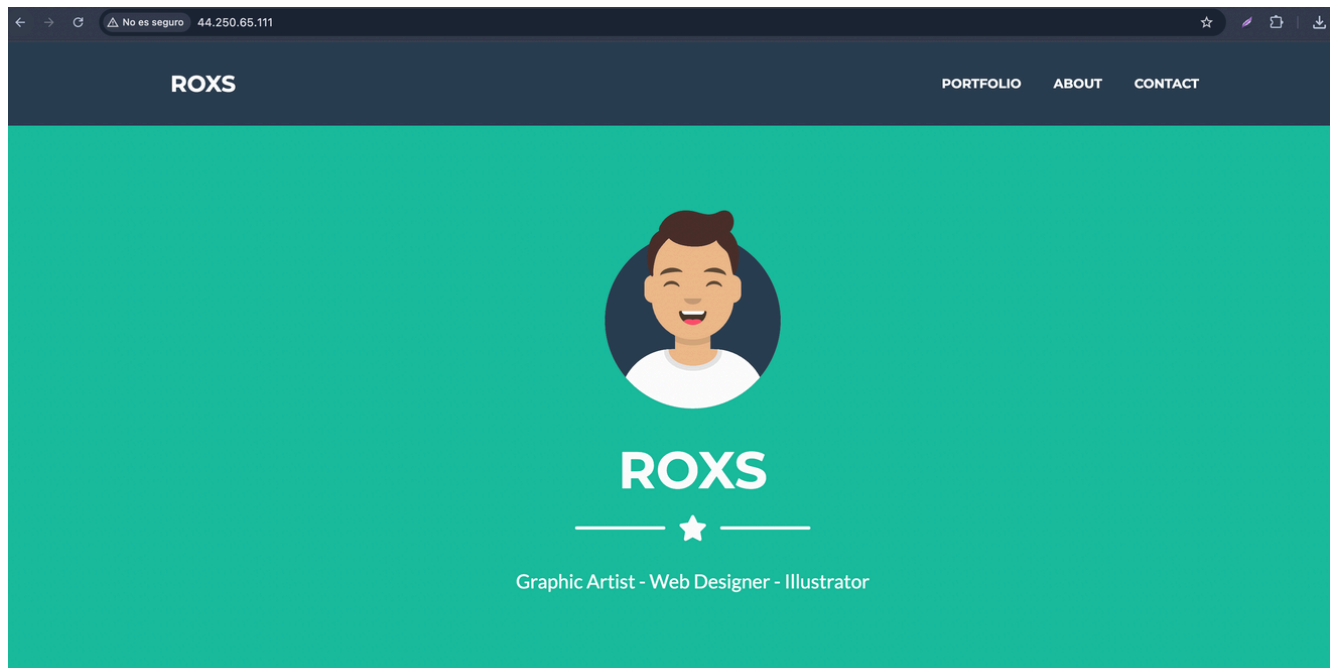 No es seguro 44.250.65.111
ROXS PORTFOLIO ABOUT CONTACT
ROXS
Graphic Artist - Web Designer - Illustrator